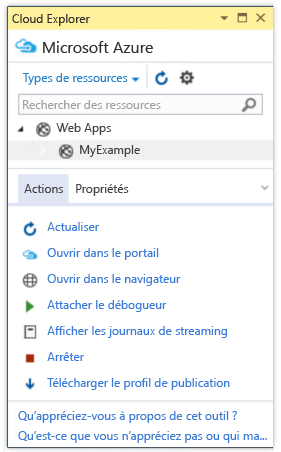 Cloud Explorer
Microsoft Azure
Types de ressources
Rechercher des ressources
Web Apps
MyExample
Actions Propriétés
Actualiser
Ouvrir dans le portail
Ouvrir dans le navigateur
Attacher le débogueur
Afficher les journaux de streaming
Arrêter
Télécharger le profil de publication
Qu'appréciez-vous à propos de cet outil ?
Qu'est-ce que vous n'appréciez pas ou qui ma...